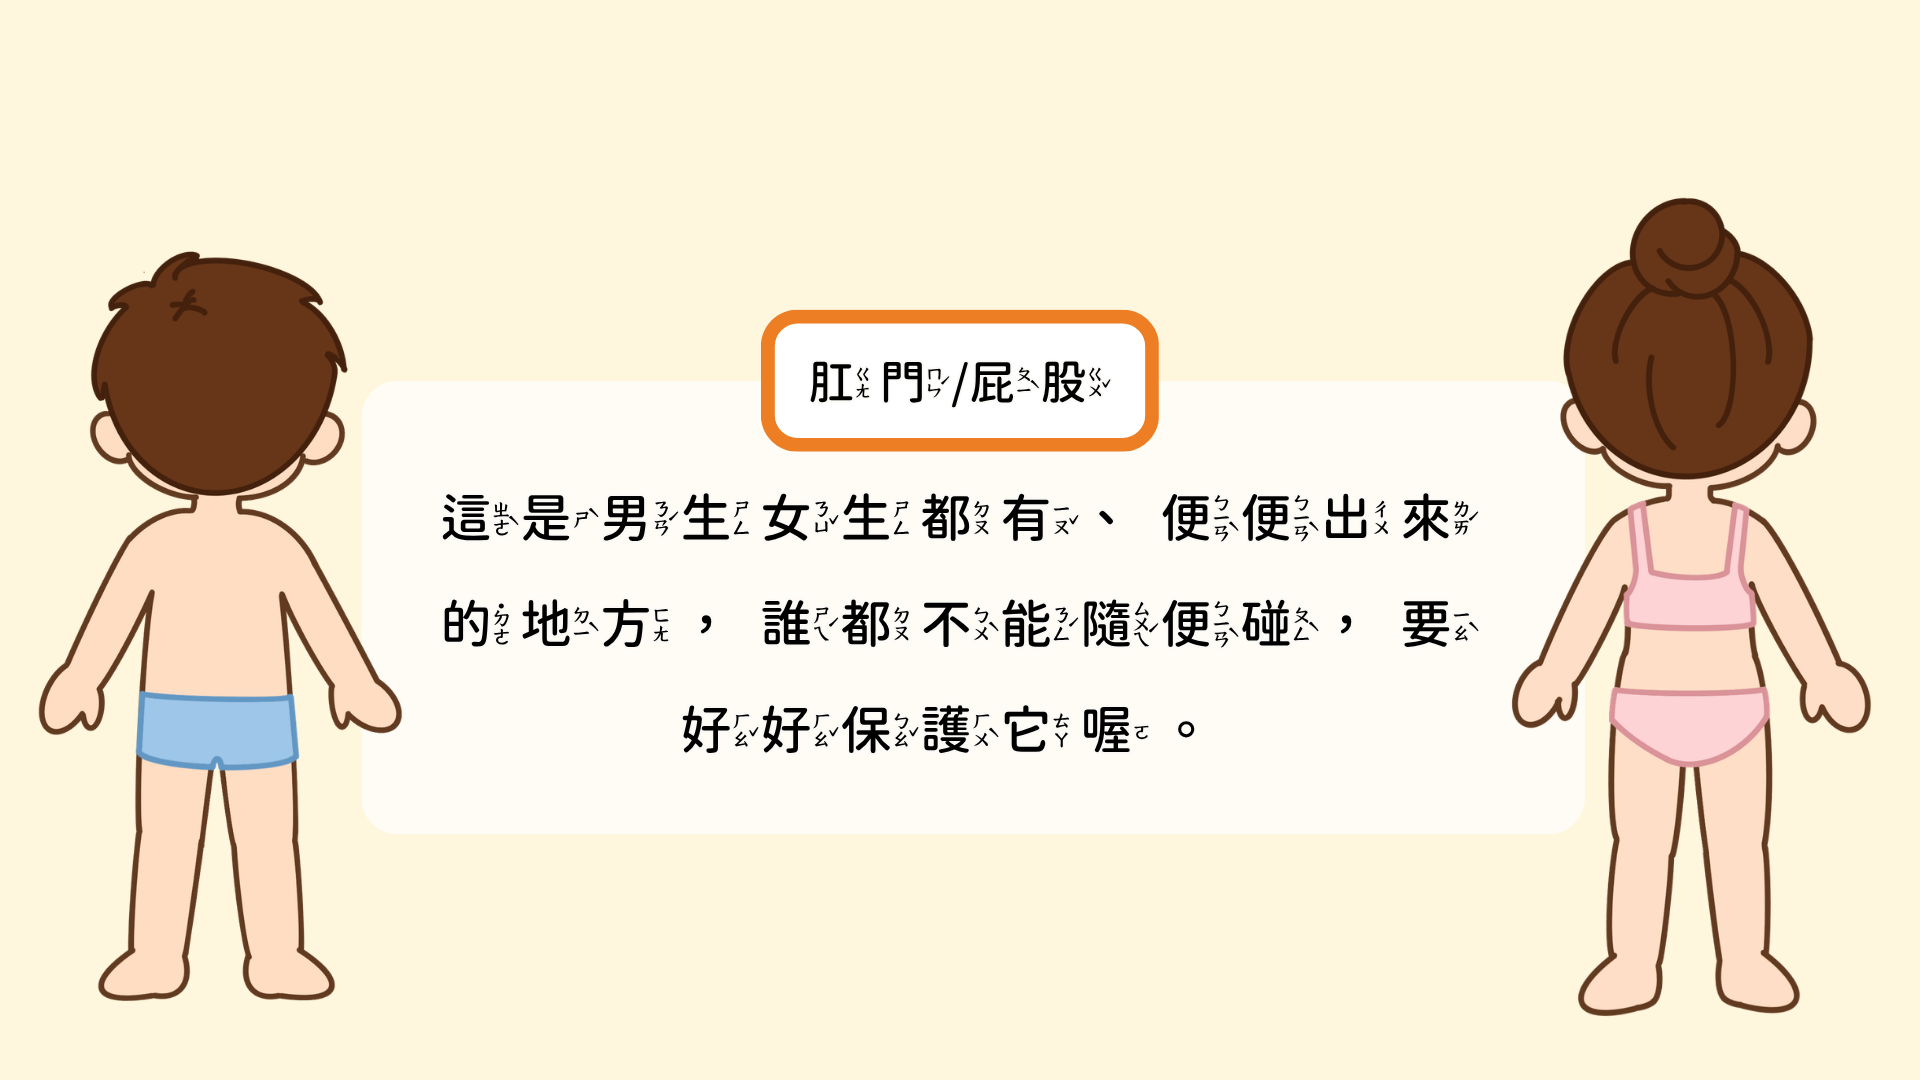 肛門/屁股
這是男生女生都有、便便出來
的地方，誰都不能隨便碰，要
好好保護它喔。